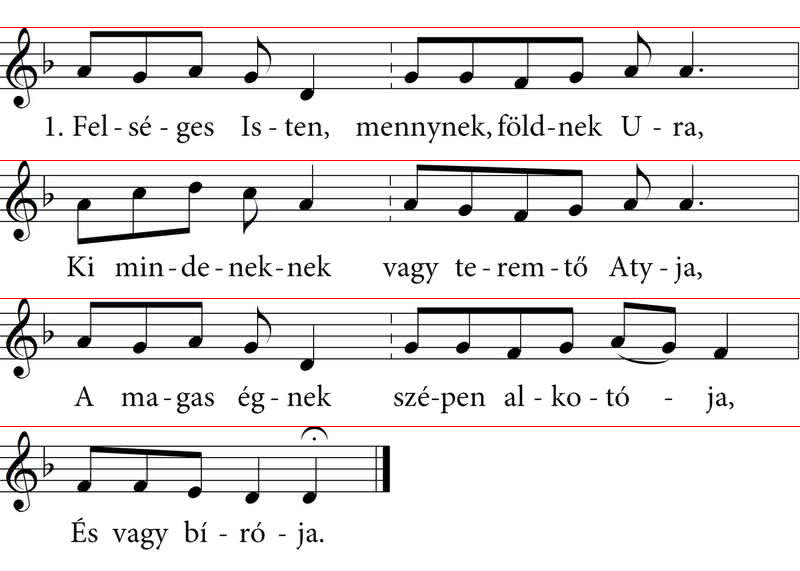 1. Fel - sé - ges Is - ten, mennynek, föld-nek U - ra,
Ki min - de - nek - nek vagy te - rem - tő Aty - ja,
A ma - gas ég - nek szé-pen al - ko - tó - ja,
És vagy bí - ró - ja.